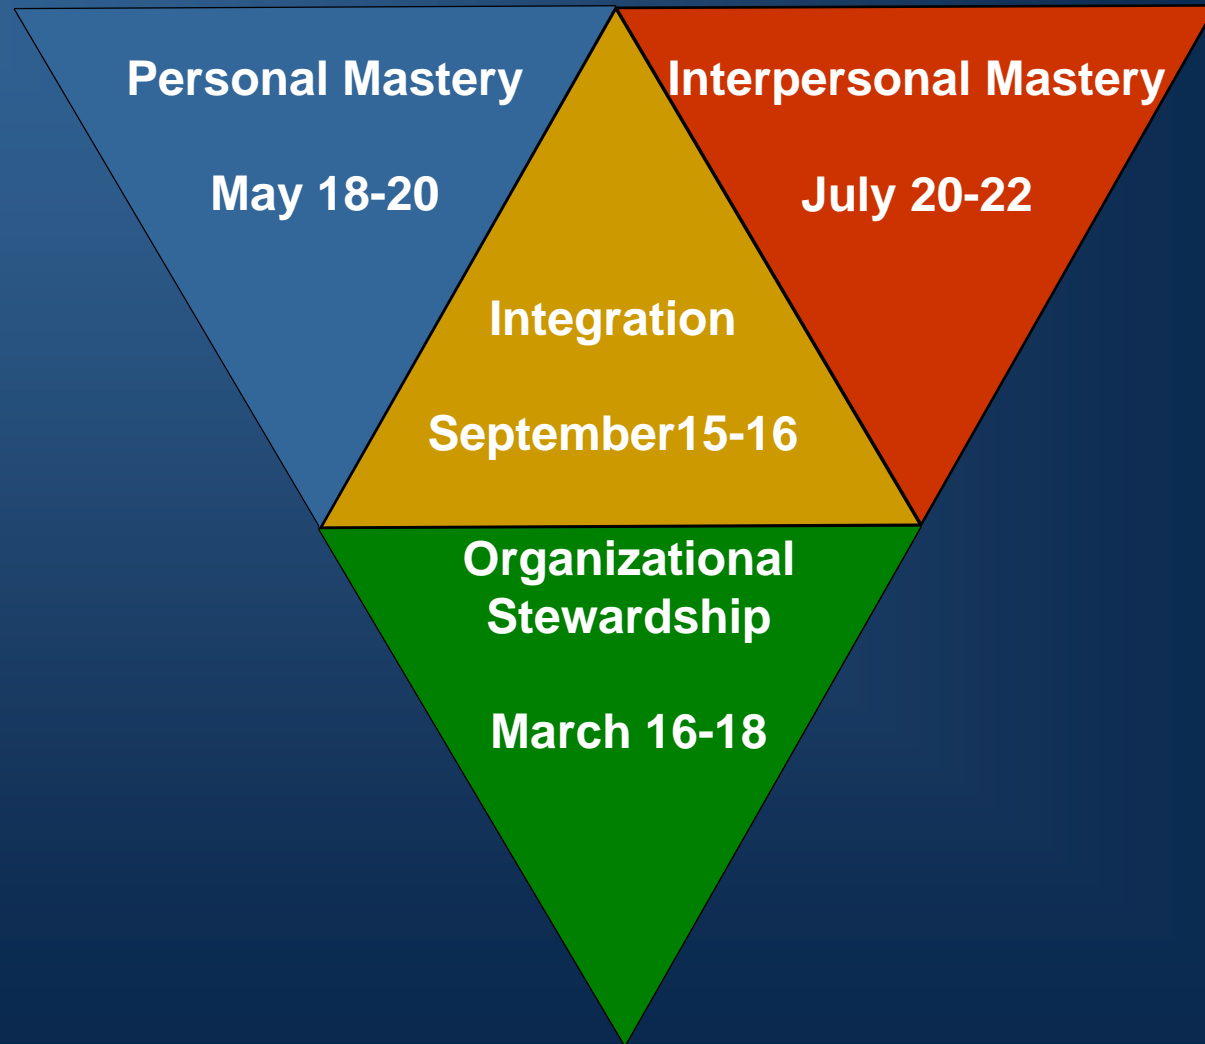 Personal Mastery
May 18-20
Interpersonal Mastery
July 20-22
Integration
September15-16
Organizational
Stewardship
March 16-18